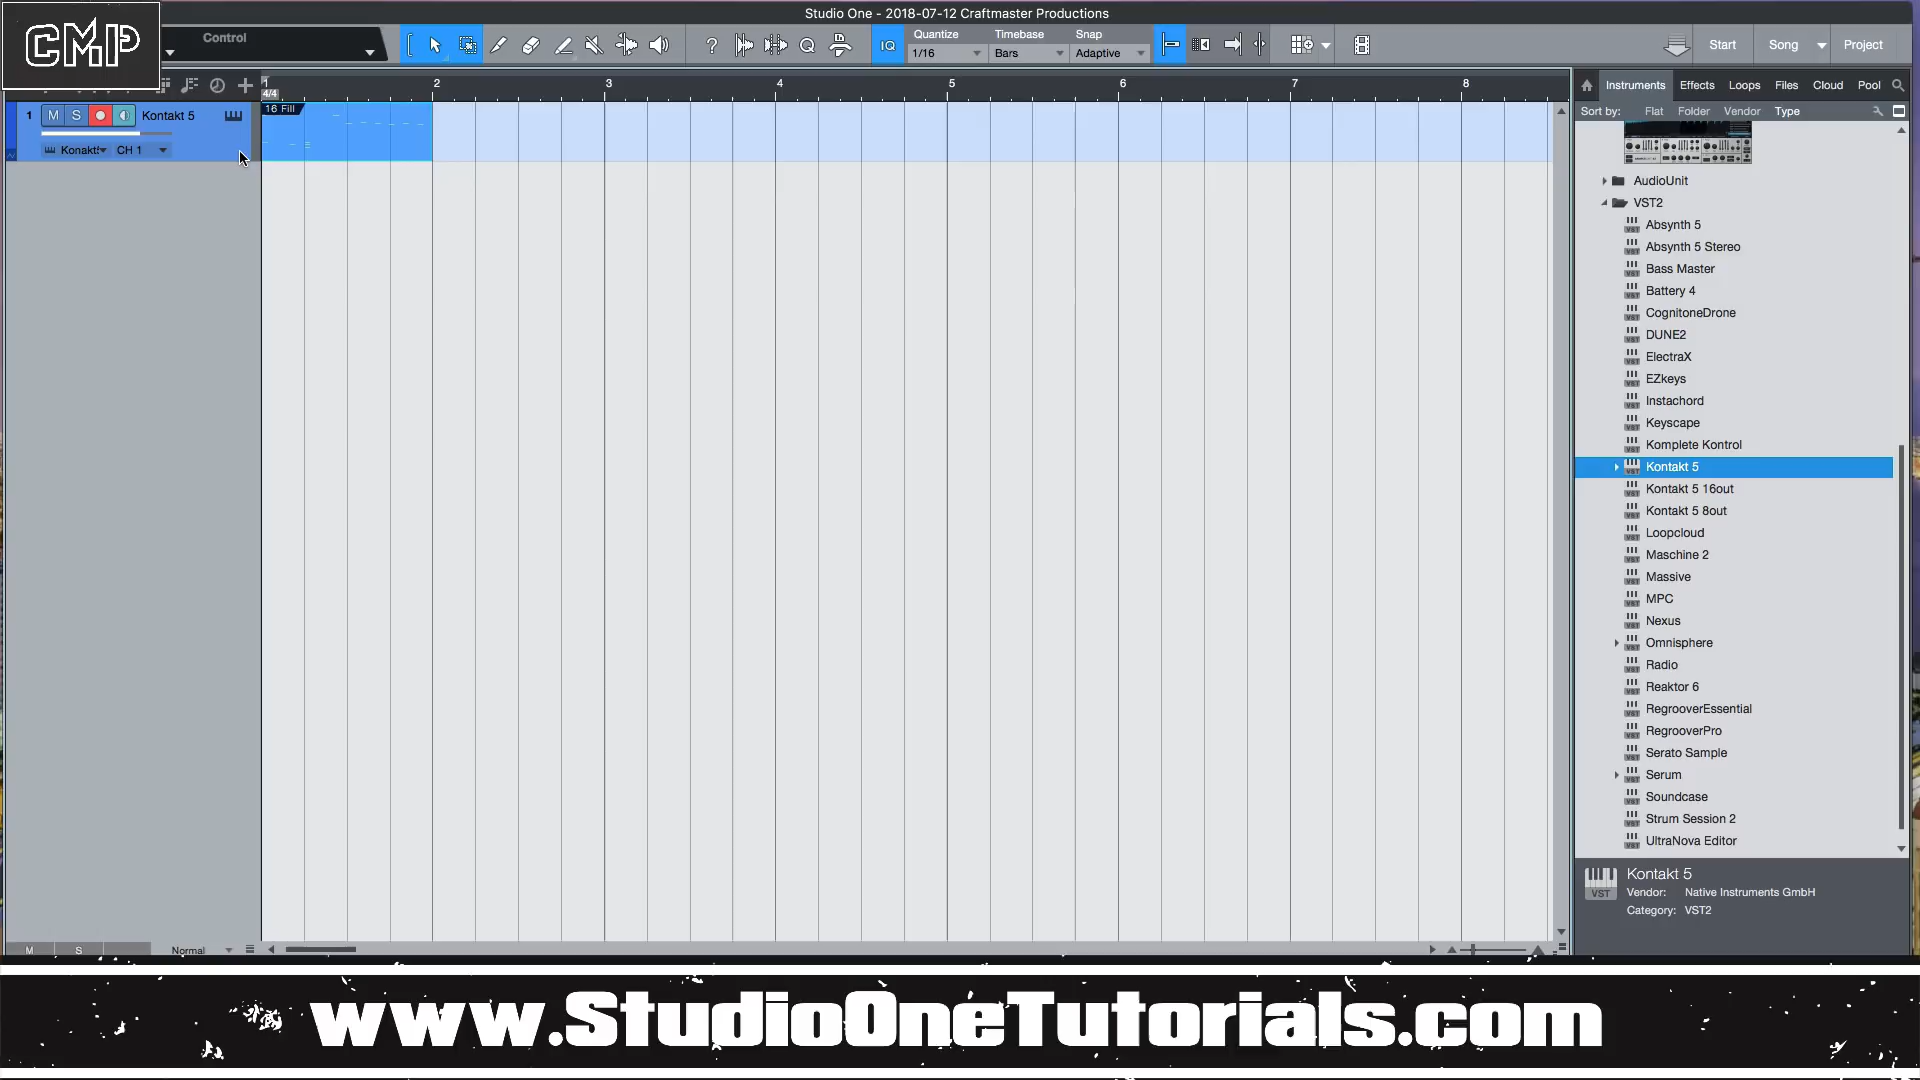 Studio One - 2018-07-12 Craftmaster Productions
CMP
Control
?
IQ
Quantize
1/16
Timebase
Bars
Snap
Adaptive
Start
Song
Project
1 2 3 4 5 6 7 8
4/4
1 M S Kontakt 5
CH 1
16 Fill
Instruments Effects Loops Files Cloud Pool
Sort by: Flat Folder Vendor Type
AudioUnit
VST2
Absynth 5
Absynth 5 Stereo
Bass Master
Battery 4
CognitoneDrone
DUNE2
ElectraX
EZkeys
Instachord
Keyscape
Komplete Kontrol
Kontakt 5
Kontakt 5 16out
Kontakt 5 8out
Loopcloud
Maschine 2
Massive
MPC
Nexus
Omnisphere
Radio
Reaktor 6
RegrooverEssential
RegrooverPro
Serato Sample
Serum
Soundcase
Strum Session 2
UltraNova Editor
VST
Kontakt 5
Vendor: Native Instruments GmbH
Category: VST2
M S Normal
www.StudioOneTutorials.com